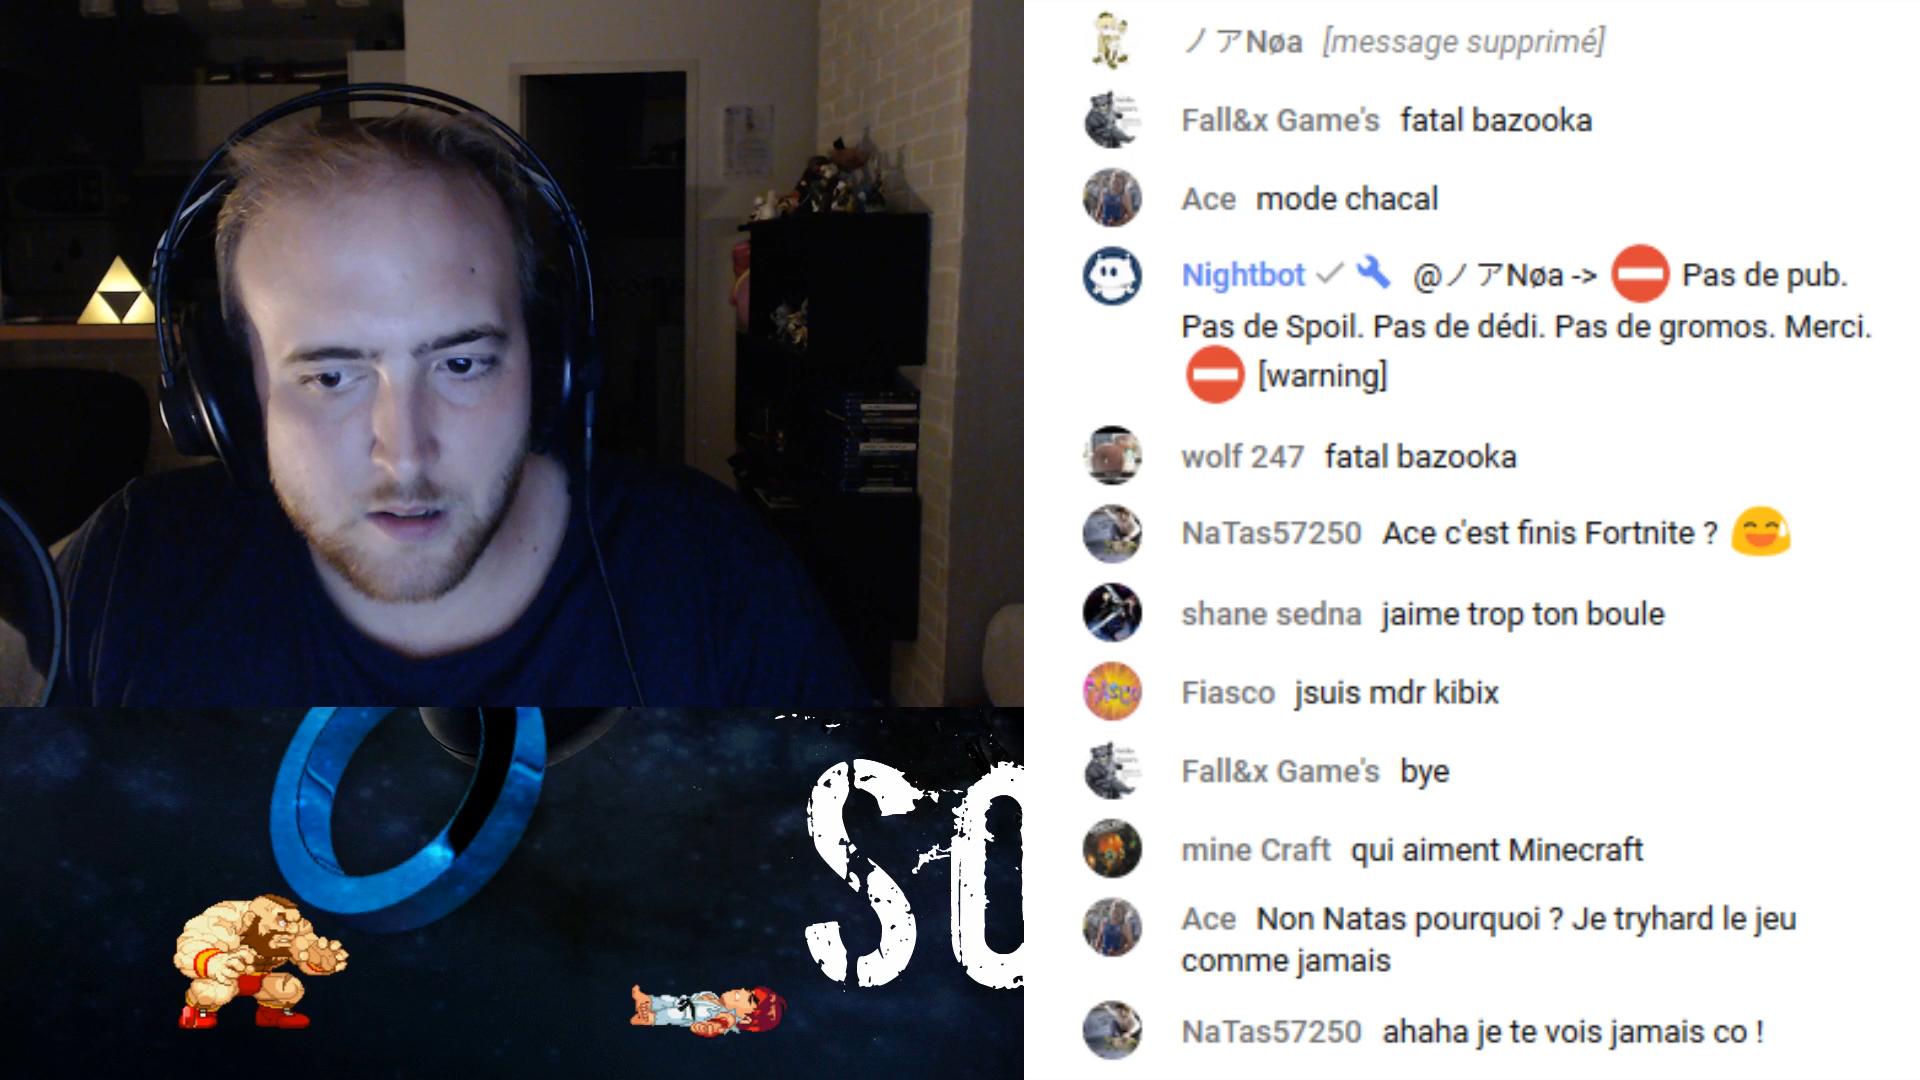 ノアNøa [message supprimé]
Fall&x Game's fatal bazooka
Ace mode chacal
Nightbot @ノアNøa -> Pas de pub.
Pas de Spoil. Pas de dédi. Pas de gromos. Merci.
[warning]
wolf 247 fatal bazooka
NaTas57250 Ace c'est finis Fortnite ?
shane sedna jaime trop ton boule
Fiasco jsuis mdr kibix
Fall&x Game's bye
mine Craft qui aiment Minecraft
Ace Non Natas pourquoi ? Je tryhard le jeu
comme jamais
NaTas57250 ahaha je te vois jamais co !
SO